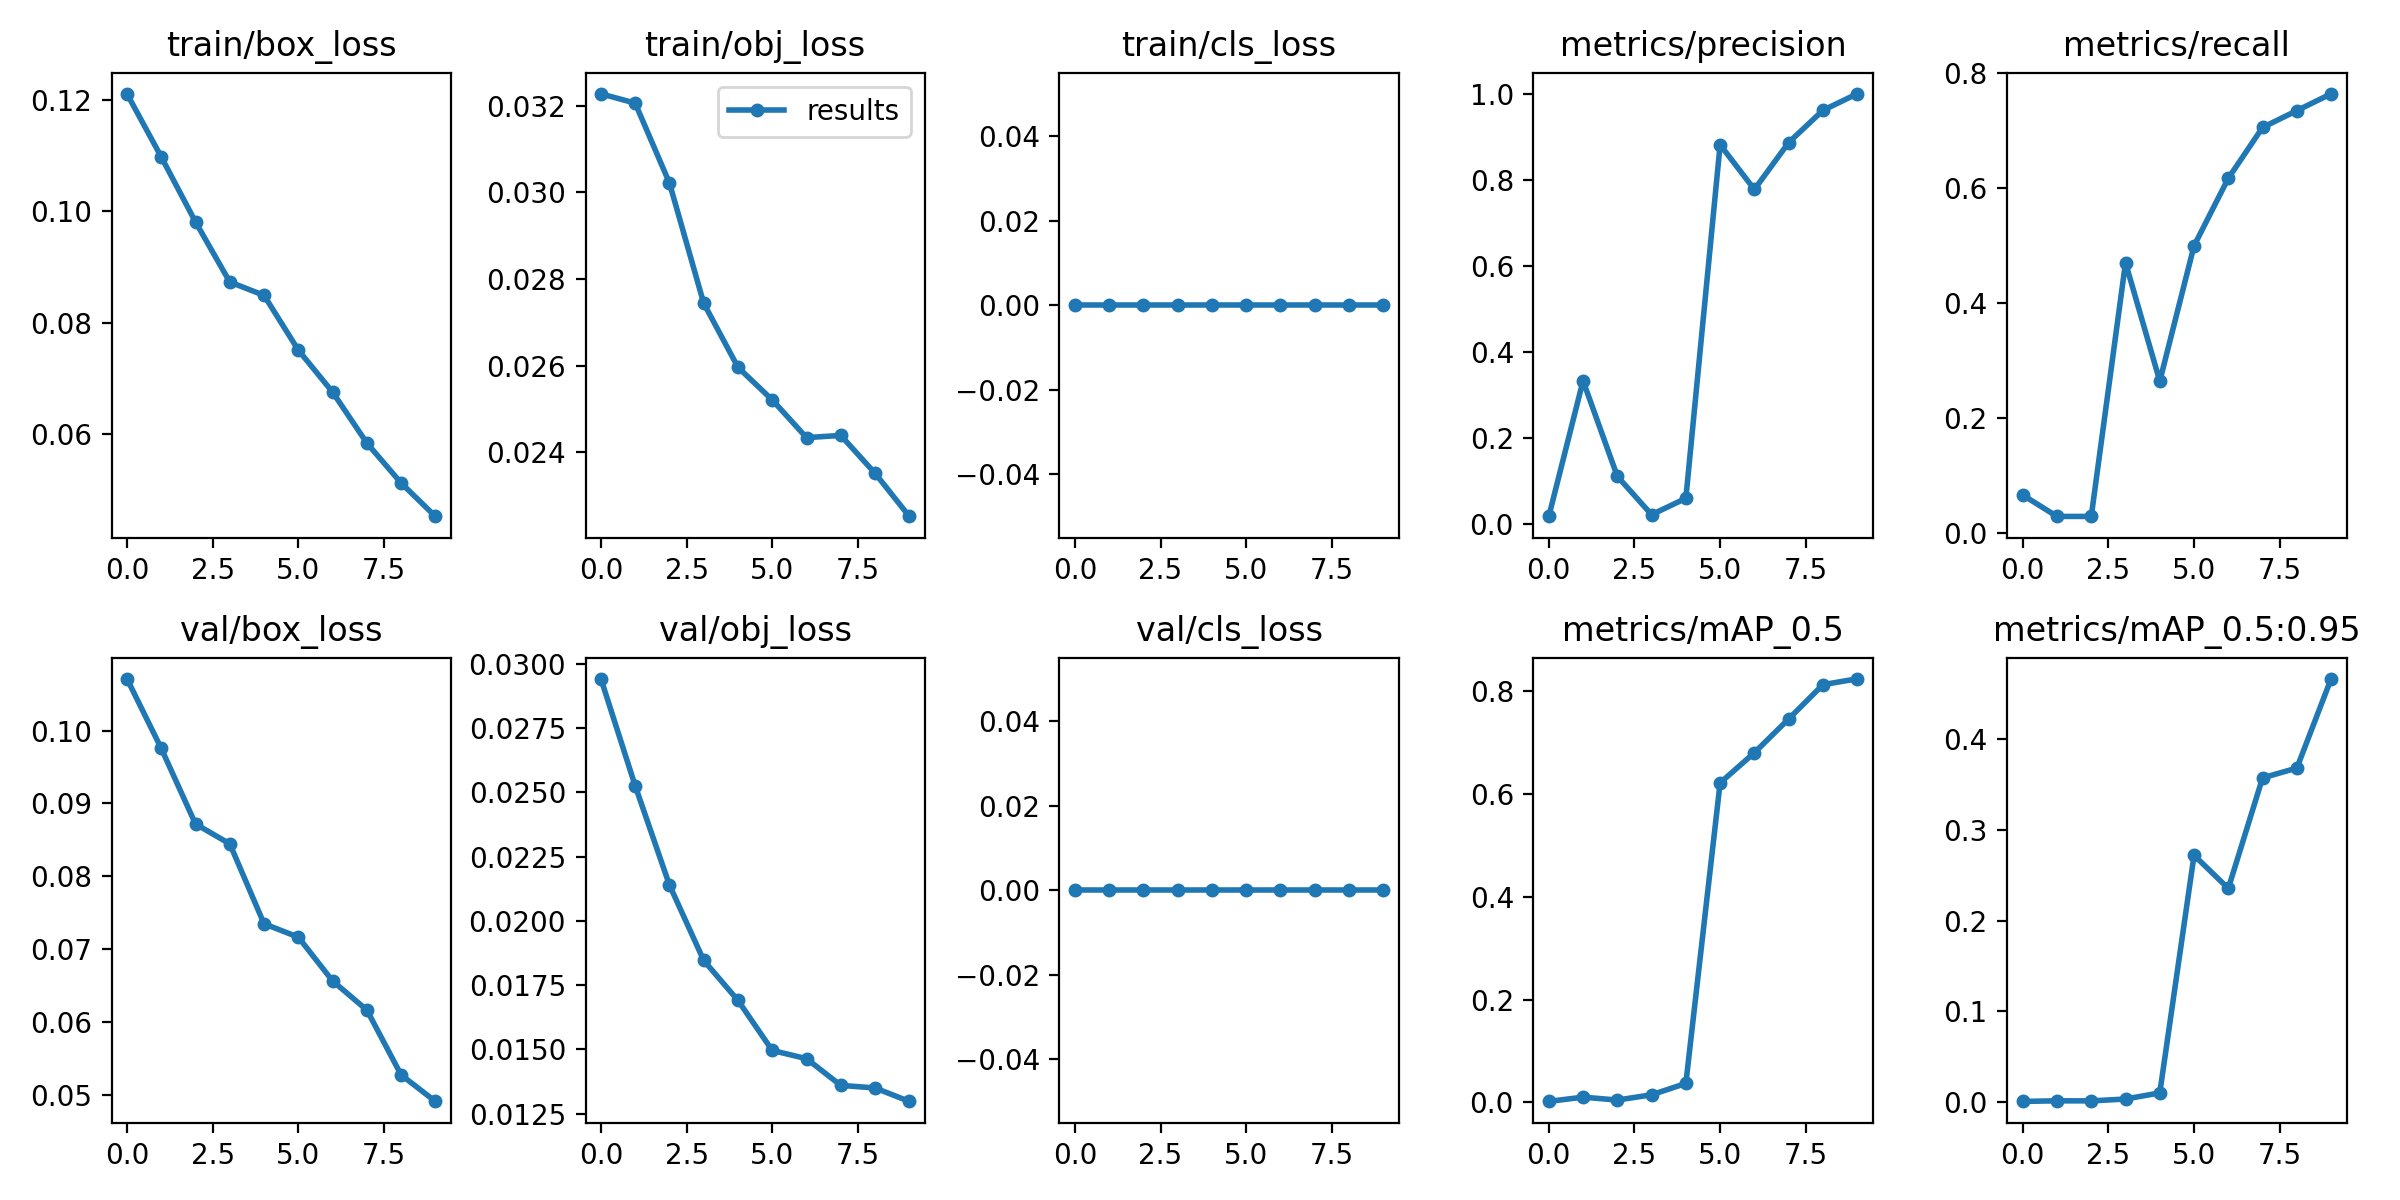 train/box_loss
0.12
0.10
0.08
0.06
0.0 2.5 5.0 7.5
train/obj_loss
results
0.032
0.030
0.028
0.026
0.024
0.0 2.5 5.0 7.5
train/cls_loss
0.04
0.02
0.00
−0.02
−0.04
0.0 2.5 5.0 7.5
metrics/precision
1.0
0.8
0.6
0.4
0.2
0.0
0.0 2.5 5.0 7.5
metrics/recall
0.8
0.6
0.4
0.2
0.0
0.0 2.5 5.0 7.5
val/box_loss
0.10
0.09
0.08
0.07
0.06
0.05
0.0 2.5 5.0 7.5
val/obj_loss
0.0300
0.0275
0.0250
0.0225
0.0200
0.0175
0.0150
0.0125
0.0 2.5 5.0 7.5
val/cls_loss
0.04
0.02
0.00
−0.02
−0.04
0.0 2.5 5.0 7.5
metrics/mAP_0.5
0.8
0.6
0.4
0.2
0.0
0.0 2.5 5.0 7.5
metrics/mAP_0.5:0.95
0.4
0.3
0.2
0.1
0.0
0.0 2.5 5.0 7.5